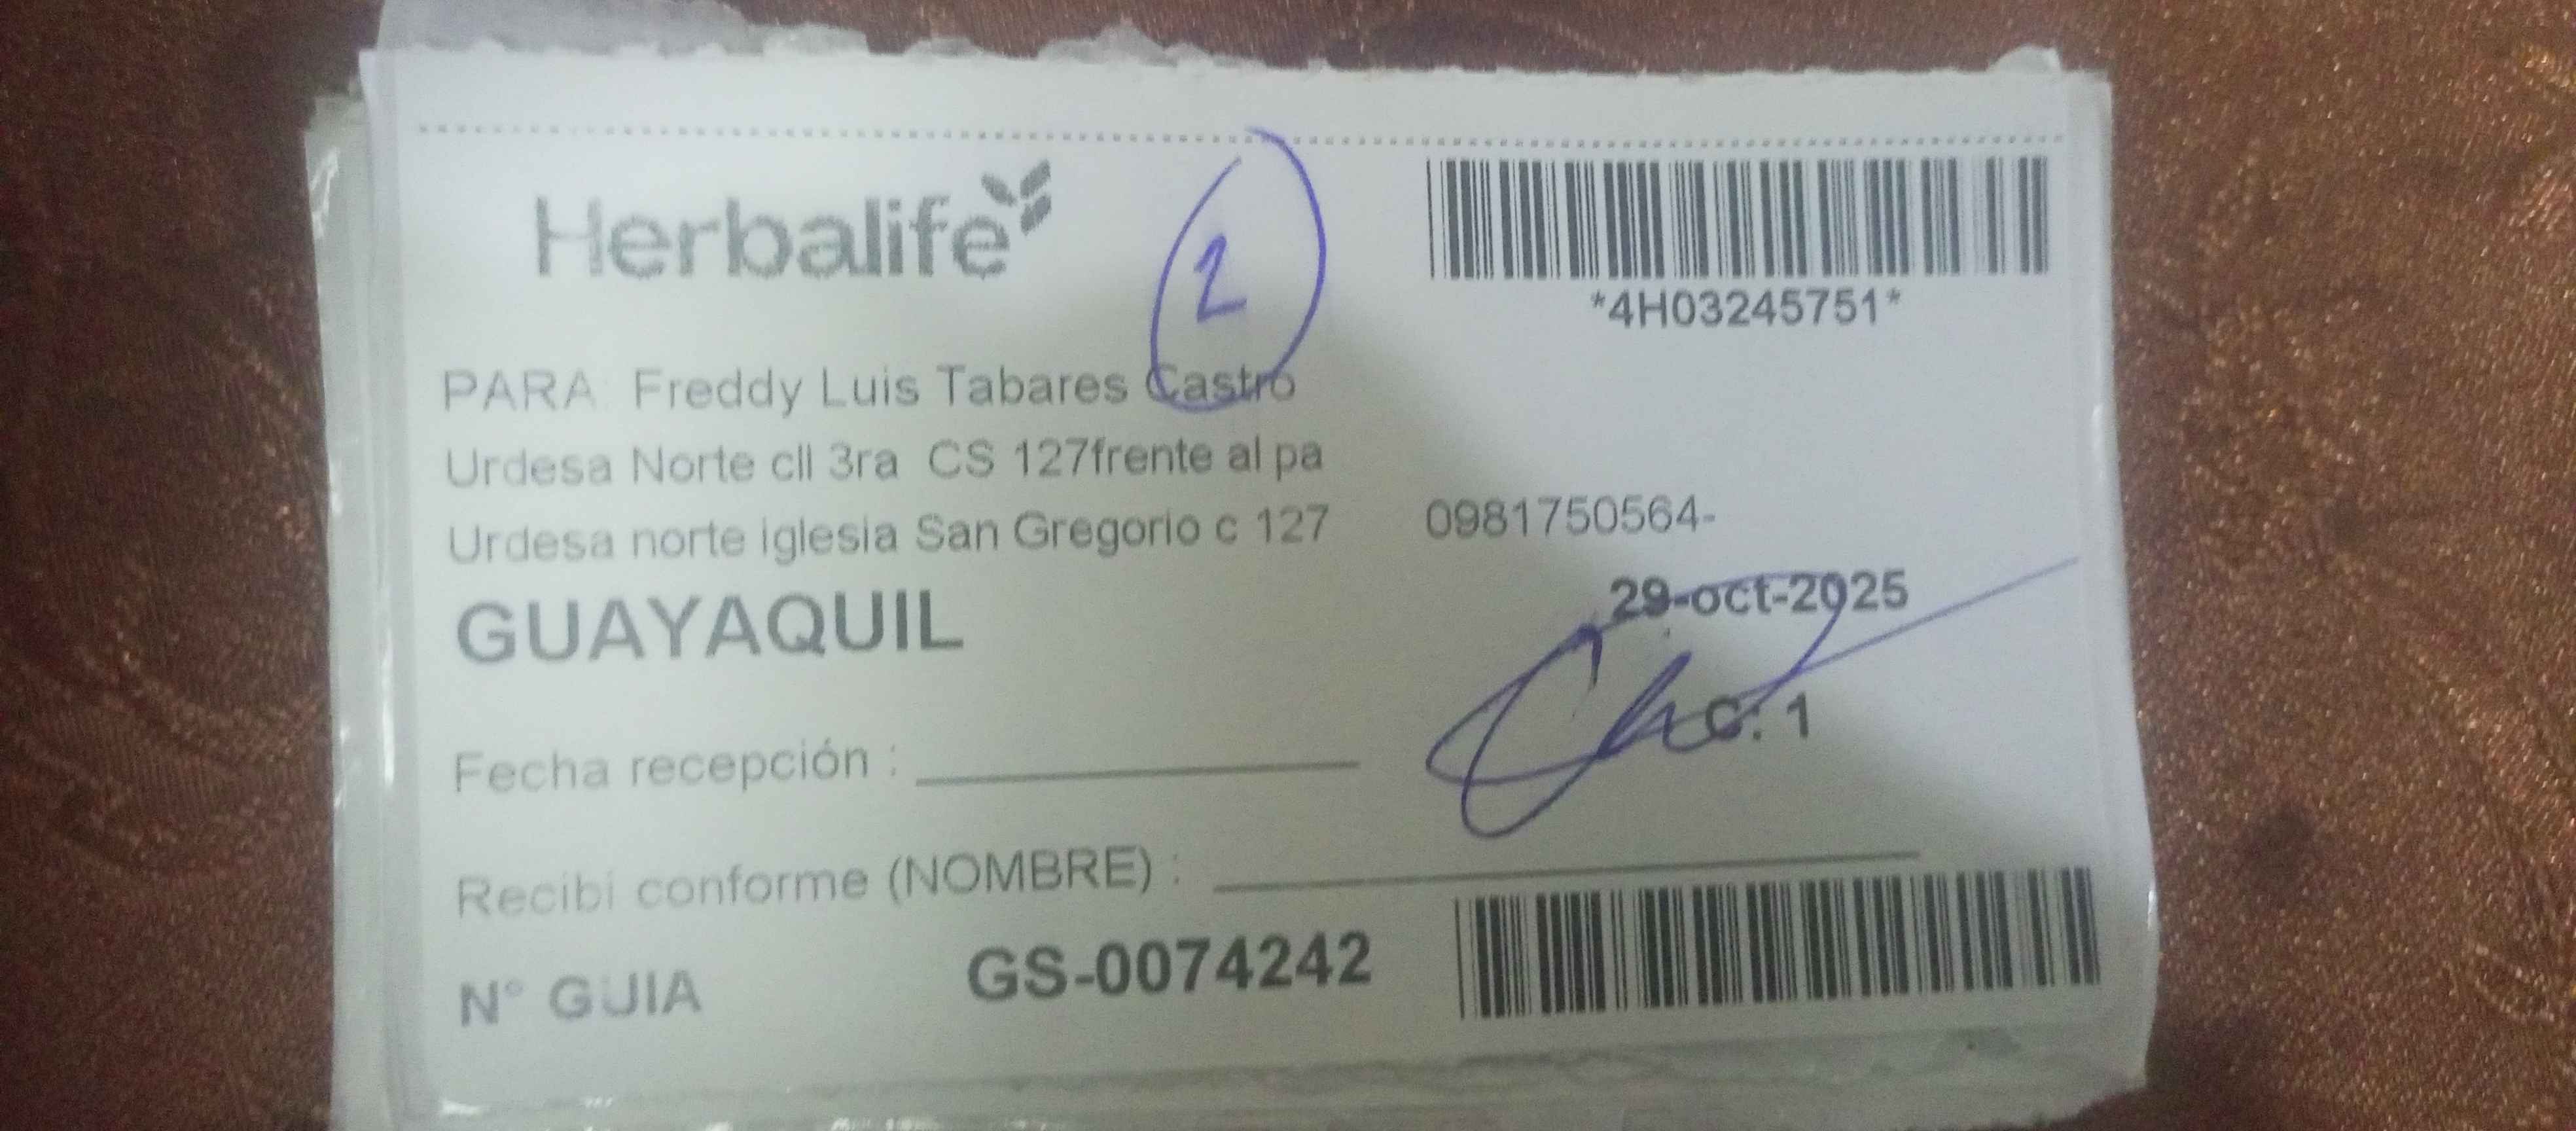 Herbalife
2
*4H03245751*
PARA Freddy Luis Tabares Castro
Urdesa Norte cll 3ra CS 127frente al pa
Urdesa norte iglesia San Gregorio c 127 0981750564-
29-oct-2025
GUAYAQUIL
C: 1
Fecha recepción :
Recibi conforme (NOMBRE) :
N° GUIA GS-0074242